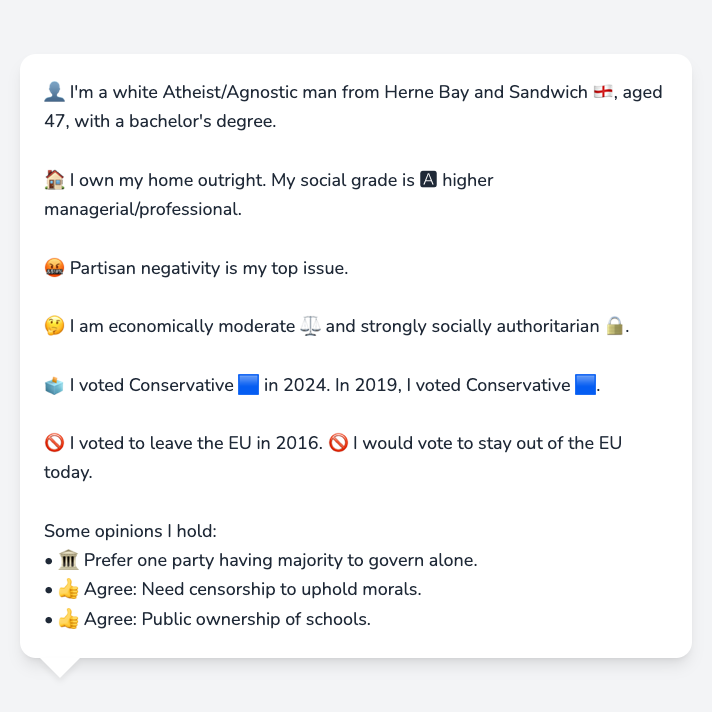 👤 I'm a white Atheist/Agnostic man from Herne Bay and Sandwich 🏴󠁧󠁢󠁥󠁮󠁧󠁿, aged
47, with a bachelor's degree.
🏠 I own my home outright. My social grade is 🅰 higher
managerial/professional.
🤬 Partisan negativity is my top issue.
🤔 I am economically moderate ⚖️ and strongly socially authoritarian 🔒.
🗳️ I voted Conservative 🟦 in 2024. In 2019, I voted Conservative 🟦.
🚫 I voted to leave the EU in 2016. 🚫 I would vote to stay out of the EU
today.
Some opinions I hold:
• 🏛️ Prefer one party having majority to govern alone.
• 👍 Agree: Need censorship to uphold morals.
• 👍 Agree: Public ownership of schools.